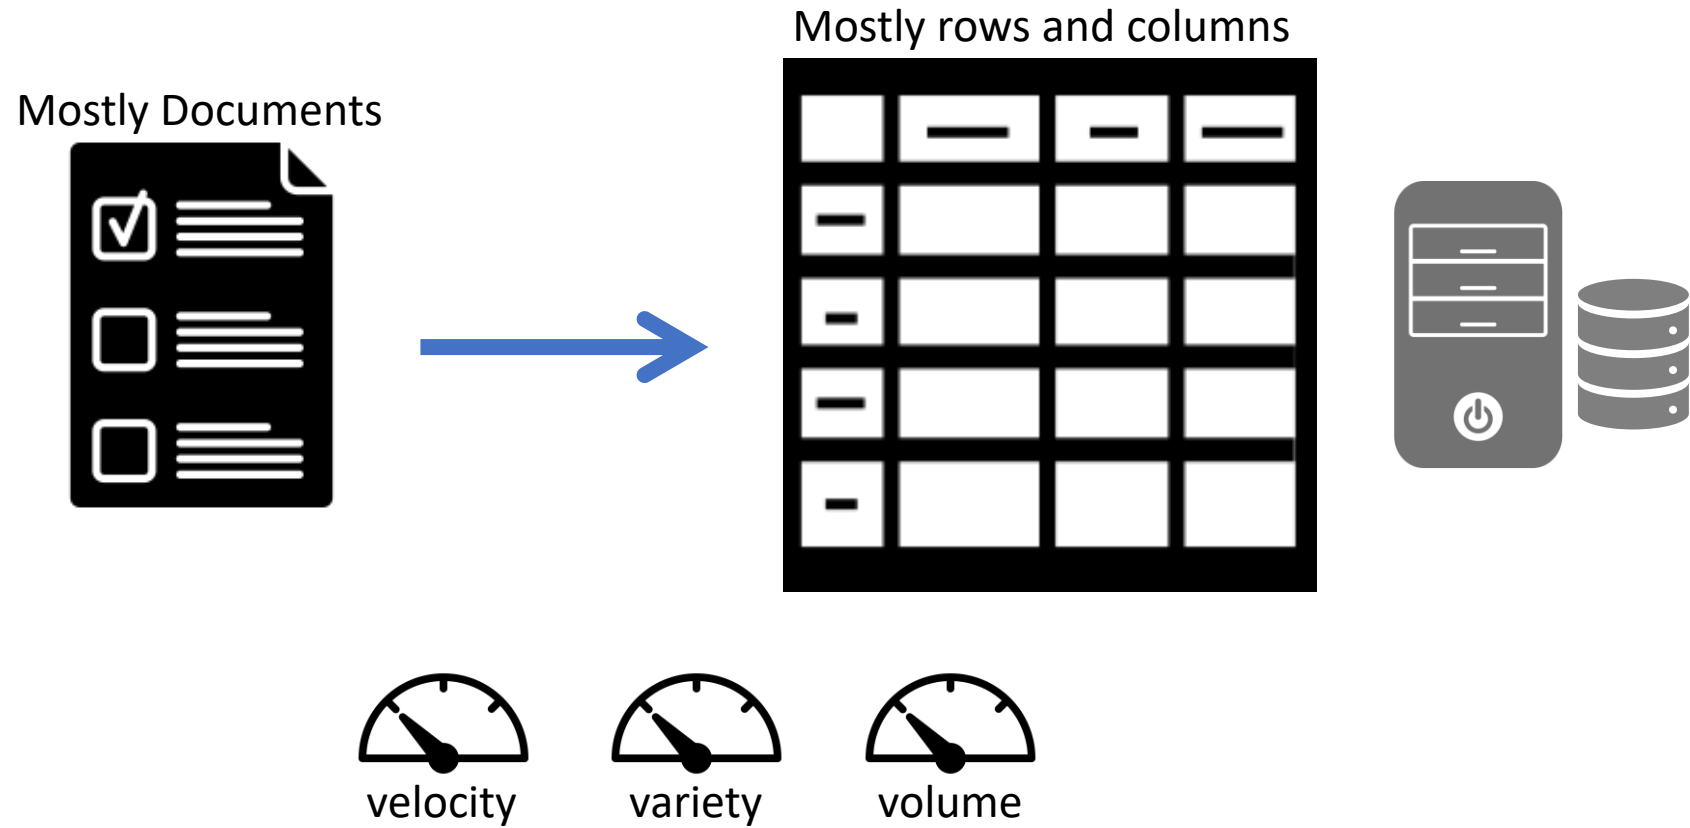 Mostly rows and columns
Mostly Documents
velocity
variety
volume